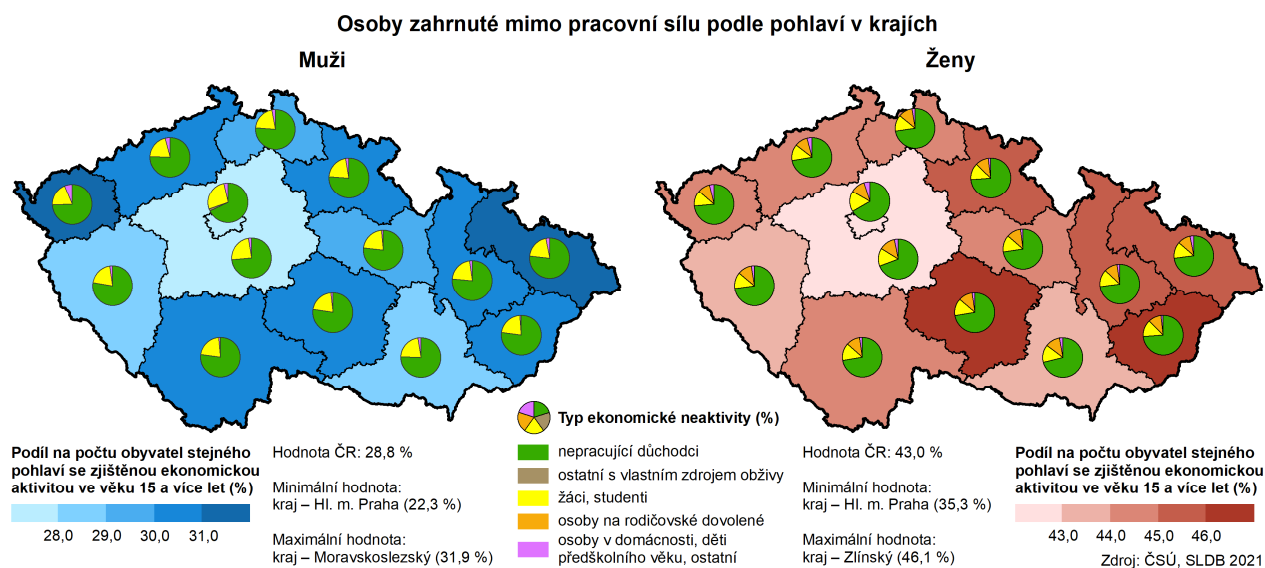 Osoby zahrnuté mimo pracovní sílu podle pohlaví v krajích
Muži
Ženy
Podíl na počtu obyvatel stejného
pohlaví se zjištěnou ekonomickou
aktivitou ve věku 15 a více let (%)
28,0 29,0 30,0 31,0
Hodnota ČR: 28,8 %
Minimální hodnota:
kraj – Hl. m. Praha (22,3 %)
Maximální hodnota:
kraj – Moravskoslezský (31,9 %)
Typ ekonomické neaktivity (%)
nepracující důchodci
ostatní s vlastním zdrojem obživy
žáci, studenti
osoby na rodičovské dovolené
osoby v domácnosti, děti
předškolního věku, ostatní
Hodnota ČR: 43,0 %
Minimální hodnota:
kraj – Hl. m. Praha (35,3 %)
Maximální hodnota:
kraj – Zlínský (46,1 %)
Podíl na počtu obyvatel stejného
pohlaví se zjištěnou ekonomickou
aktivitou ve věku 15 a více let (%)
43,0 44,0 45,0 46,0
Zdroj: ČSÚ, SLDB 2021